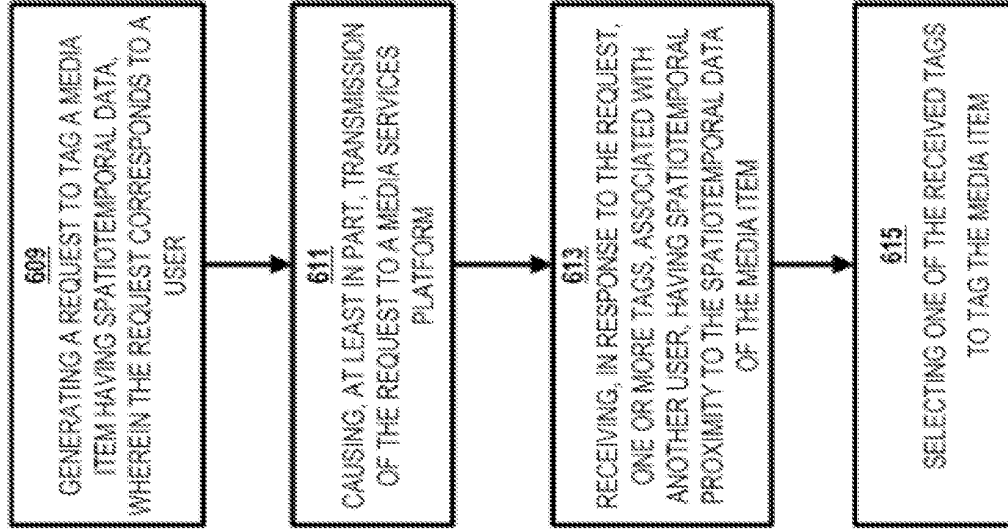 609
GENERATING A REQUEST TO TAG A MEDIA
ITEM HAVING SPATIOTEMPORAL DATA,
WHEREIN THE REQUEST CORRESPONDS TO A
USER
611
CAUSING, AT LEAST IN PART, TRANSMISSION
OF THE REQUEST TO A MEDIA SERVICES
PLATFORM
613
RECEIVING, IN RESPONSE TO THE REQUEST,
ONE OR MORE TAGS, ASSOCIATED WITH
ANOTHER USER, HAVING SPATIOTEMPORAL
PROXIMITY TO THE SPATIOTEMPORAL DATA
OF THE MEDIA ITEM
615
SELECTING ONE OF THE RECEIVED TAGS
TO TAG THE MEDIA ITEM